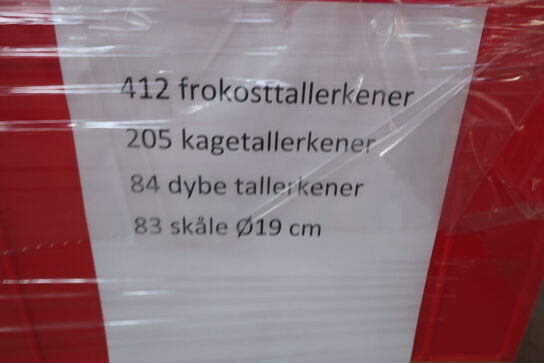 412 frokosttallerkener
205 kagetallerkener
84 dybe tallerkener
83 skåle Ø19 cm